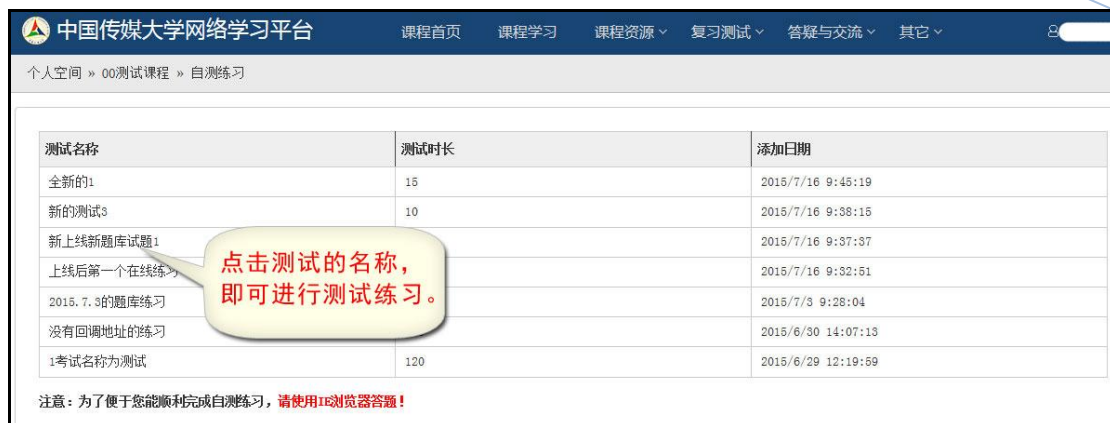 中国传媒大学网络学习平台 课程首页 课程学习 课程资源 复习测试 答疑与交流 其它
个人空间 » 00测试课程 » 自测练习
测试名称 测试时长 添加日期
全新的1 15 2015/7/16 9:45:19
新的测试3 10 2015/7/16 9:38:15
新上线新题库试题1 2015/7/16 9:37:37
上线后第一个在线练习 2015/7/16 9:32:51
2015.7.3的题库练习 2015/7/3 9:28:04
没有回调地址的练习 2015/6/30 14:07:13
1考试名称为测试 120 2015/6/29 12:19:59
点击测试的名称，
即可进行测试练习。
注意：为了便于您能顺利完成自测练习，请使用IE浏览器答题！